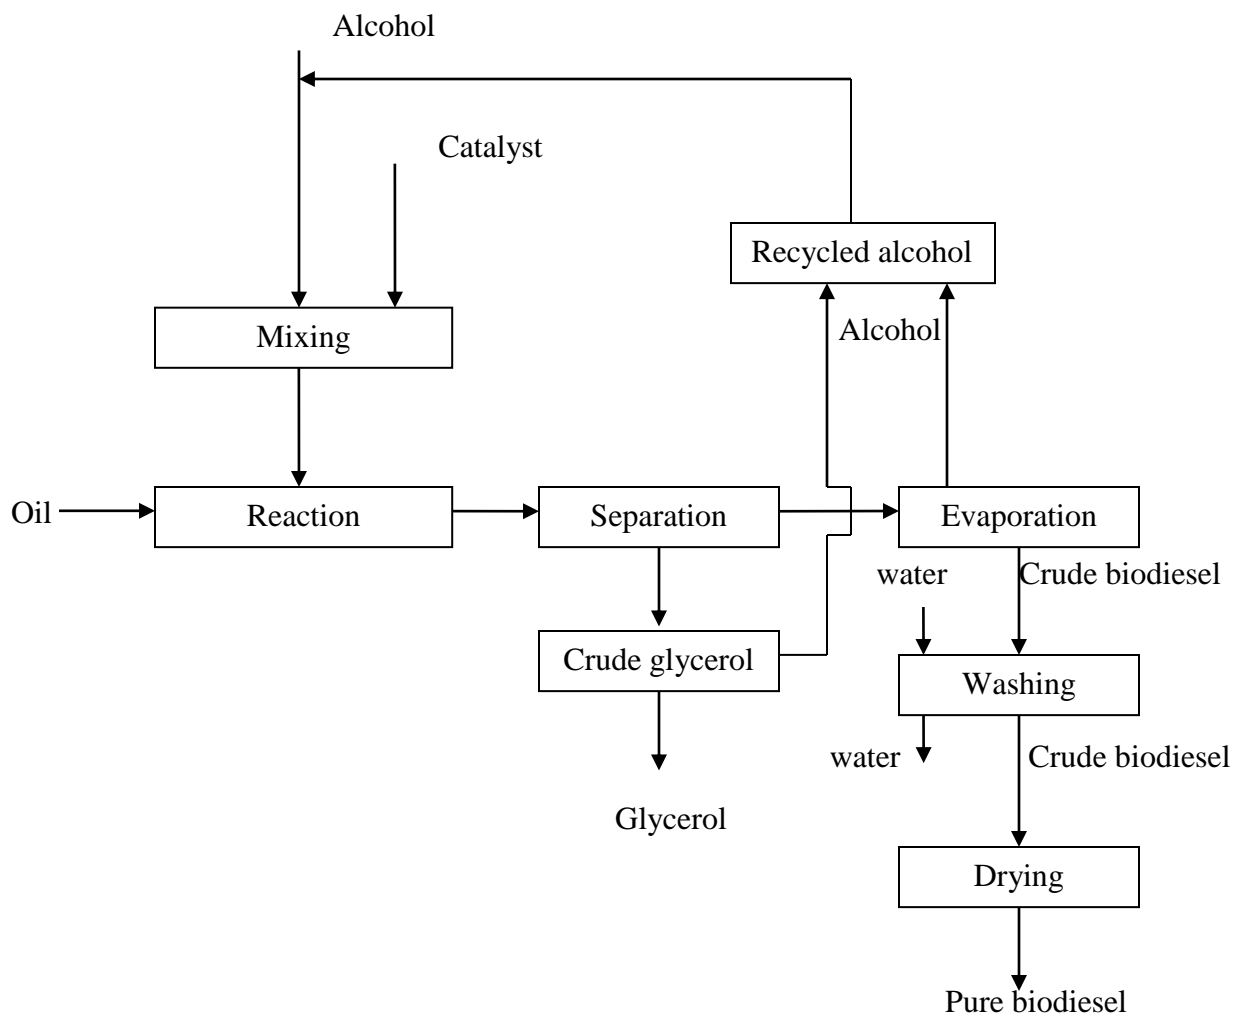 Alcohol
Catalyst
Recycled alcohol
Mixing
Alcohol
Oil
Reaction
Separation
Evaporation
water
Crude biodiesel
Crude glycerol
Washing
water
Crude biodiesel
Glycerol
Drying
Pure biodiesel